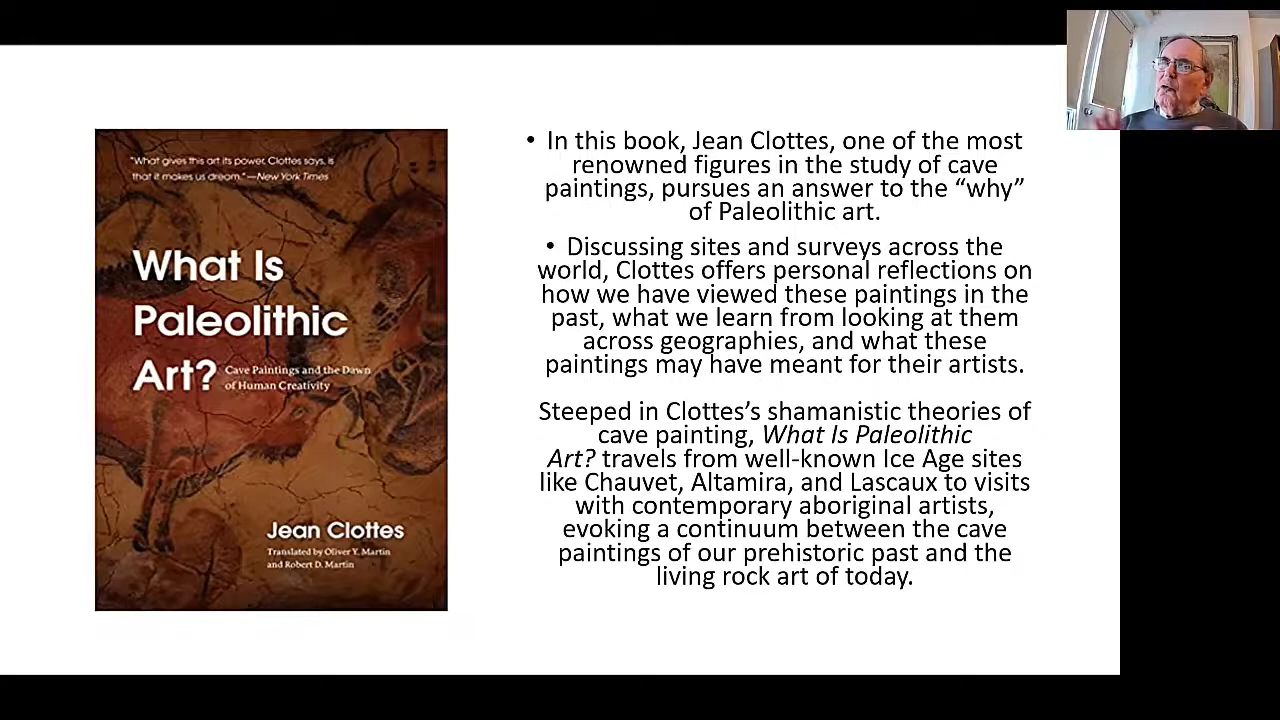 "What gives this art its power, Clottes says, is
that it makes us dream."—New York Times
What Is
Paleolithic
Art?
Cave Paintings and the Dawn
of Human Creativity
Jean Clottes
Translated by Oliver Y. Martin
and Robert D. Martin
• In this book, Jean Clottes, one of the most
renowned figures in the study of cave
paintings, pursues an answer to the “why”
of Paleolithic art.
• Discussing sites and surveys across the
world, Clottes offers personal reflections on
how we have viewed these paintings in the
past, what we learn from looking at them
across geographies, and what these
paintings may have meant for their artists.
Steeped in Clottes’s shamanistic theories of
cave painting, What Is Paleolithic
Art? travels from well-known Ice Age sites
like Chauvet, Altamira, and Lascaux to visits
with contemporary aboriginal artists,
evoking a continuum between the cave
paintings of our prehistoric past and the
living rock art of today.